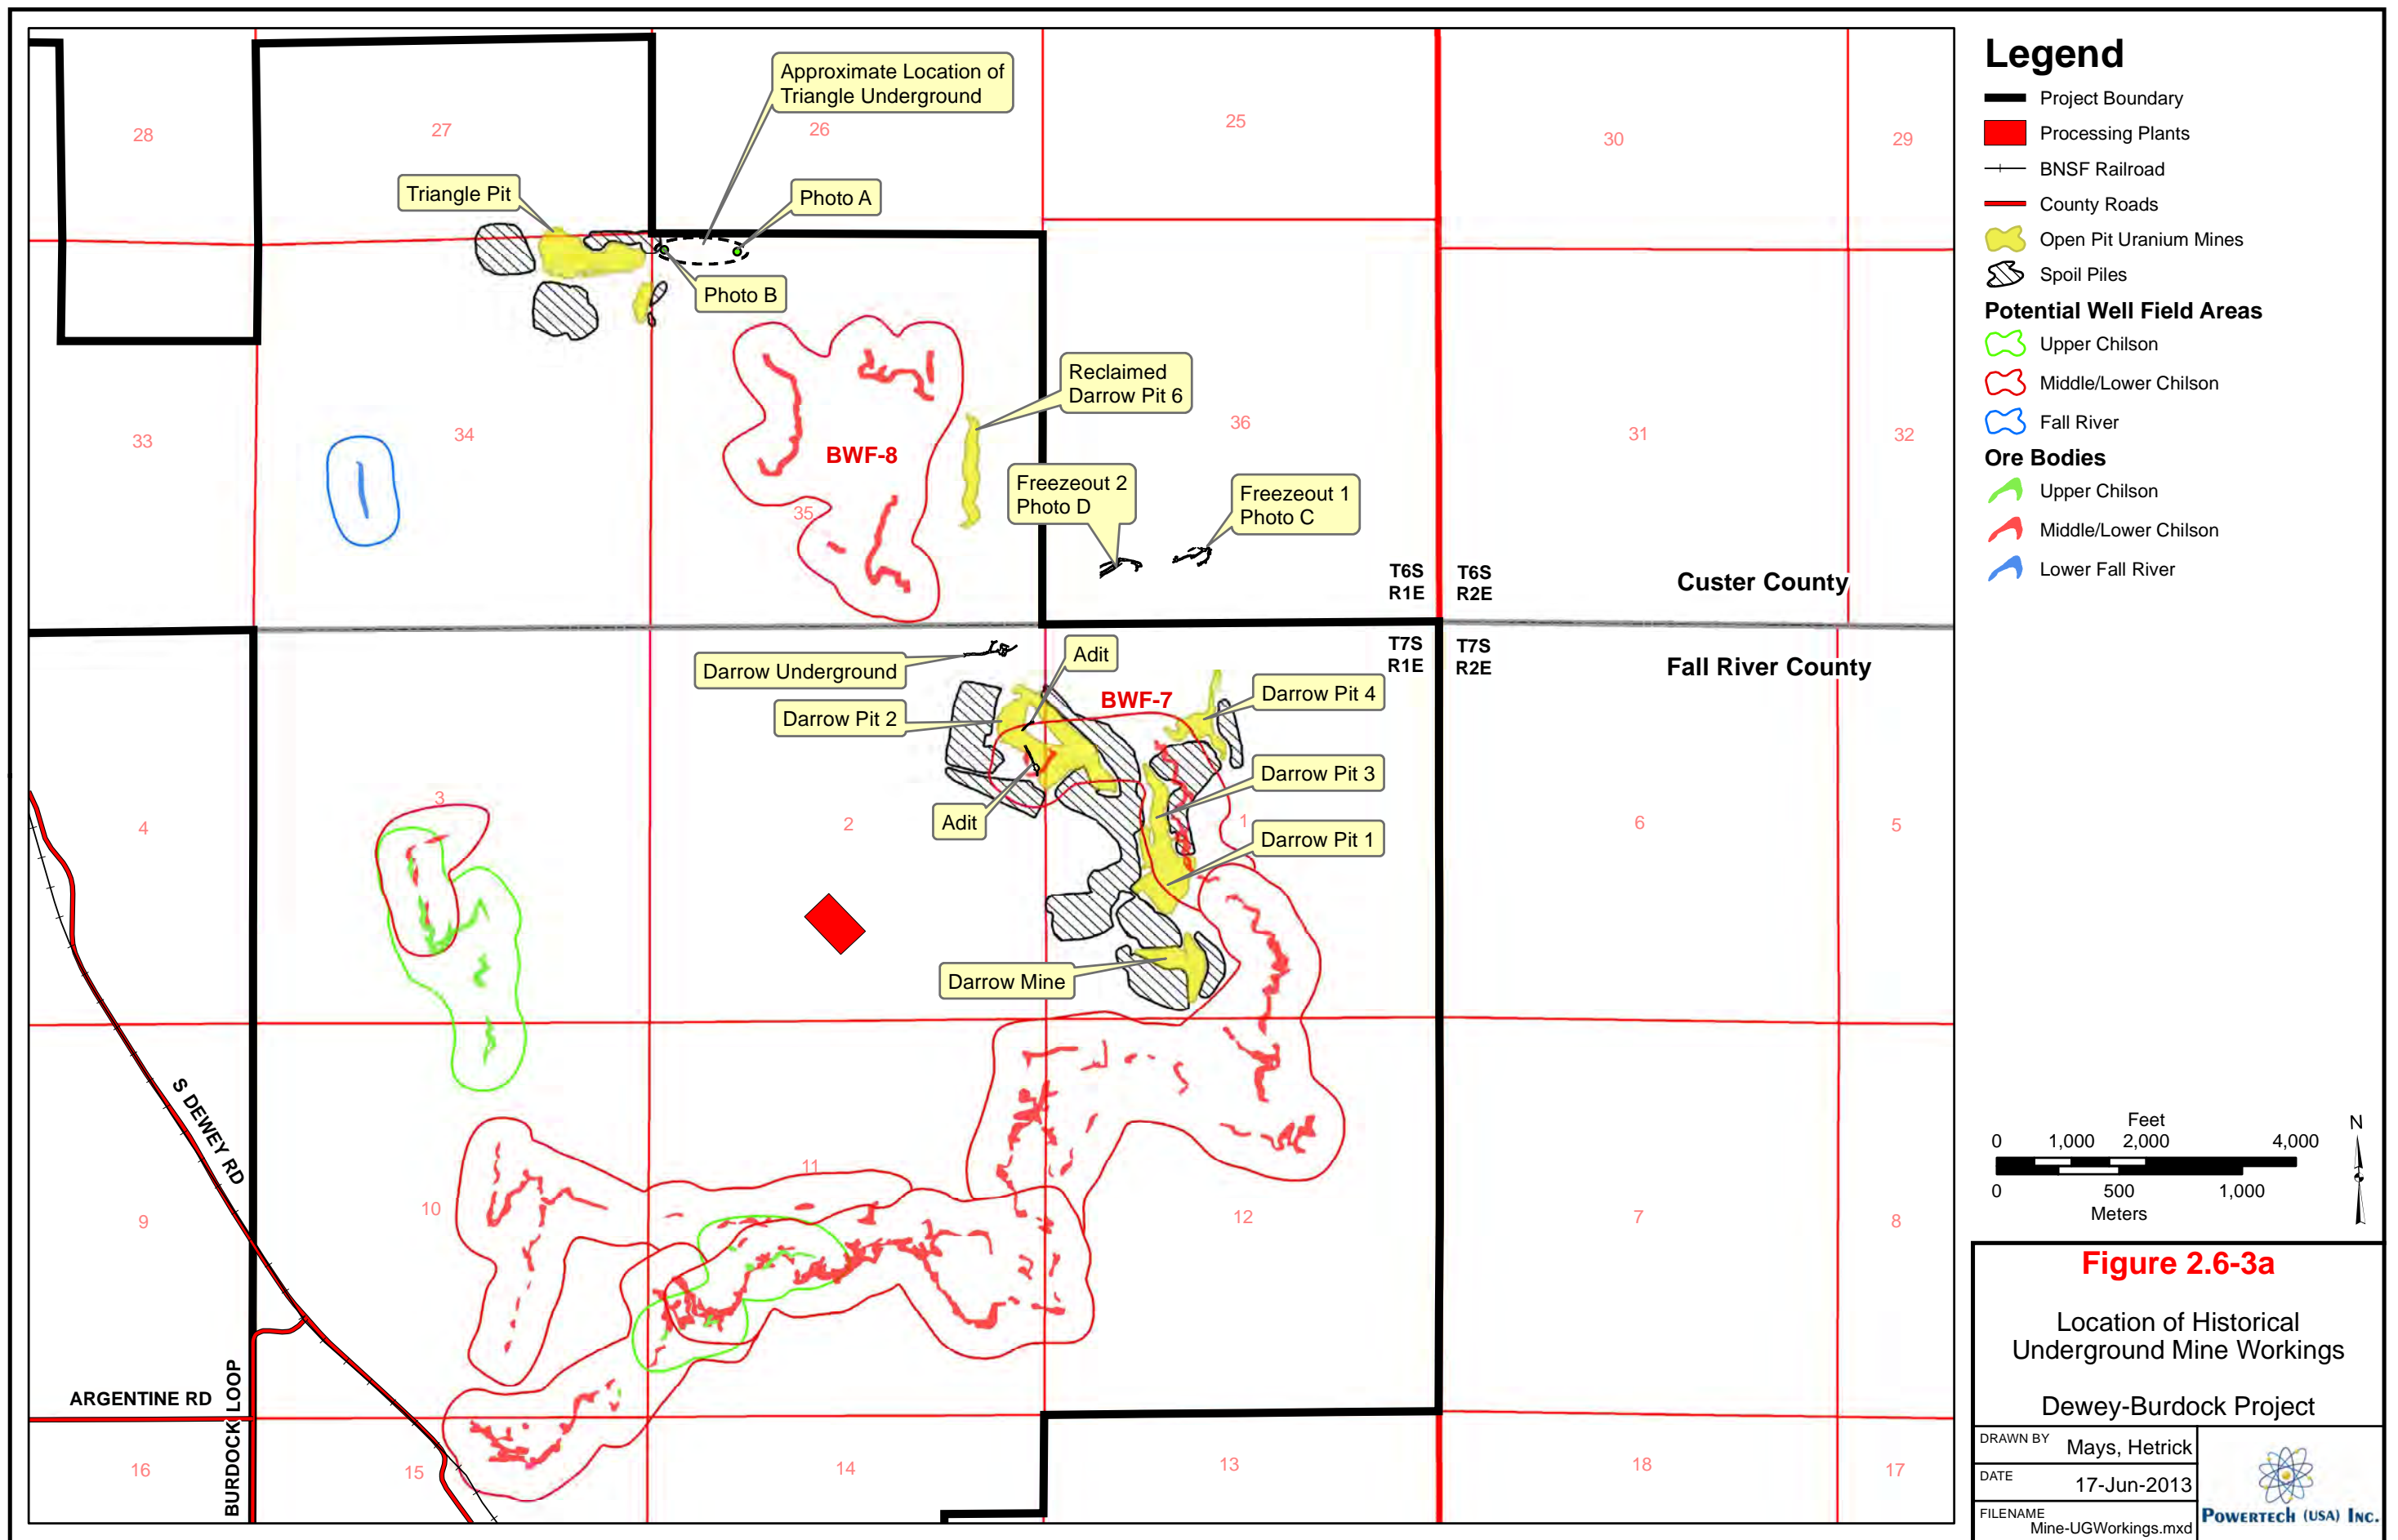 Approximate Location of
Triangle Underground
28
27
26
25
30
29
Triangle Pit
Photo A
Photo B
Reclaimed
Darrow Pit 6
33
34
BWF-8
36
31
32
Freezeout 2
Photo D
Freezeout 1
Photo C
35
T6S
R1E
T6S
R2E
Custer County
T7S
R1E
T7S
R2E
Fall River County
Darrow Underground
Adit
BWF-7
Darrow Pit 4
Darrow Pit 2
Darrow Pit 3
3
4
2
Adit
1
6
5
Darrow Pit 1
Darrow Mine
S DEWEY RD
11
10
9
12
7
8
ARGENTINE RD
BURDOCK LOOP
16
15
14
13
18
17
Legend
Project Boundary
Processing Plants
BNSF Railroad
County Roads
Open Pit Uranium Mines
Spoil Piles
Potential Well Field Areas
Upper Chilson
Middle/Lower Chilson
Fall River
Ore Bodies
Upper Chilson
Middle/Lower Chilson
Lower Fall River
Feet
0 1,000 2,000 4,000
N
0 500 1,000
Meters
Figure 2.6-3a
Location of Historical
Underground Mine Workings
Dewey-Burdock Project
DRAWN BY Mays, Hetrick
DATE 17-Jun-2013
FILENAME Mine-UGWorkings.mxd
POWERTECH (USA) INC.